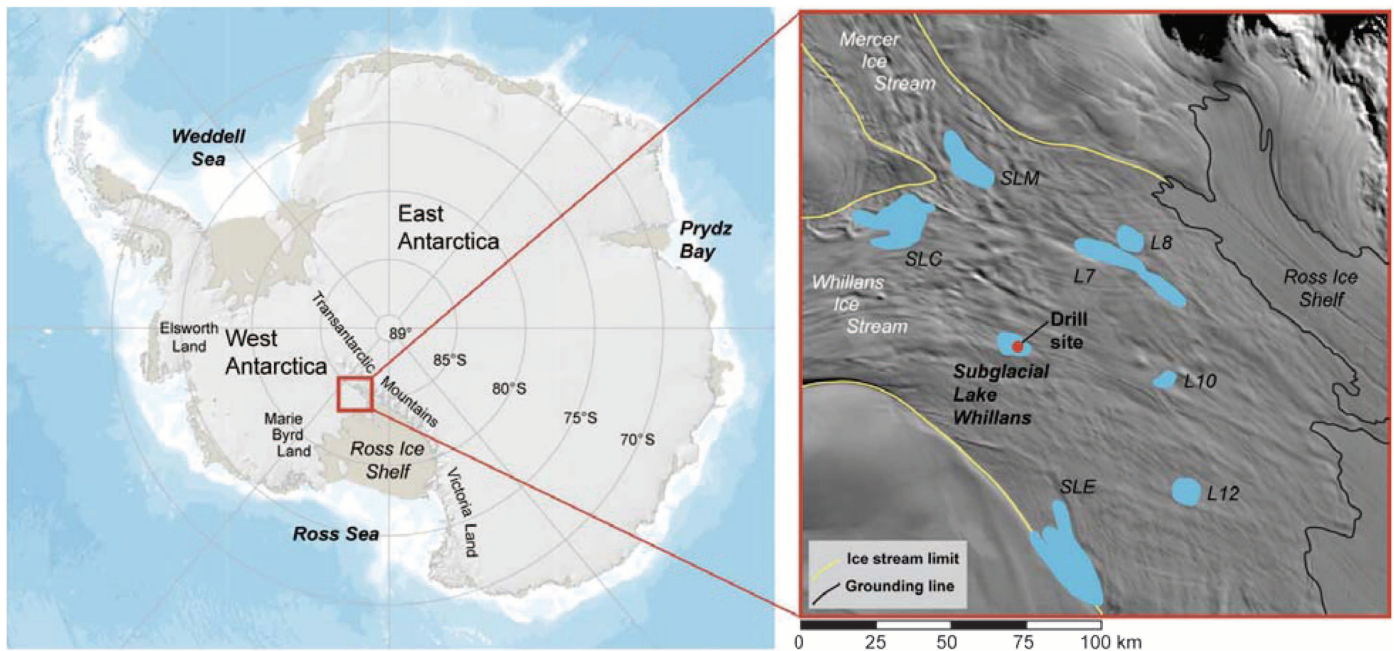 Weddell
Sea
East
Antarctica
Prydz
Bay
Elsworth
Land
West
Antarctica
Transantarctic
Mountains
89°
85°S
80°S
75°S
70°S
Marie
Byrd
Land
Ross Ice
Shelf
Victoria Land
Ross Sea
Mercer
Ice
Stream
SLM
SLC
L8
L7
Ross Ice
Shelf
Whillans
Ice
Stream
Drill
site
Subglacial
Lake
Whillans
L10
SLE
L12
Ice stream limit
Grounding line
0 25 50 75 100 km